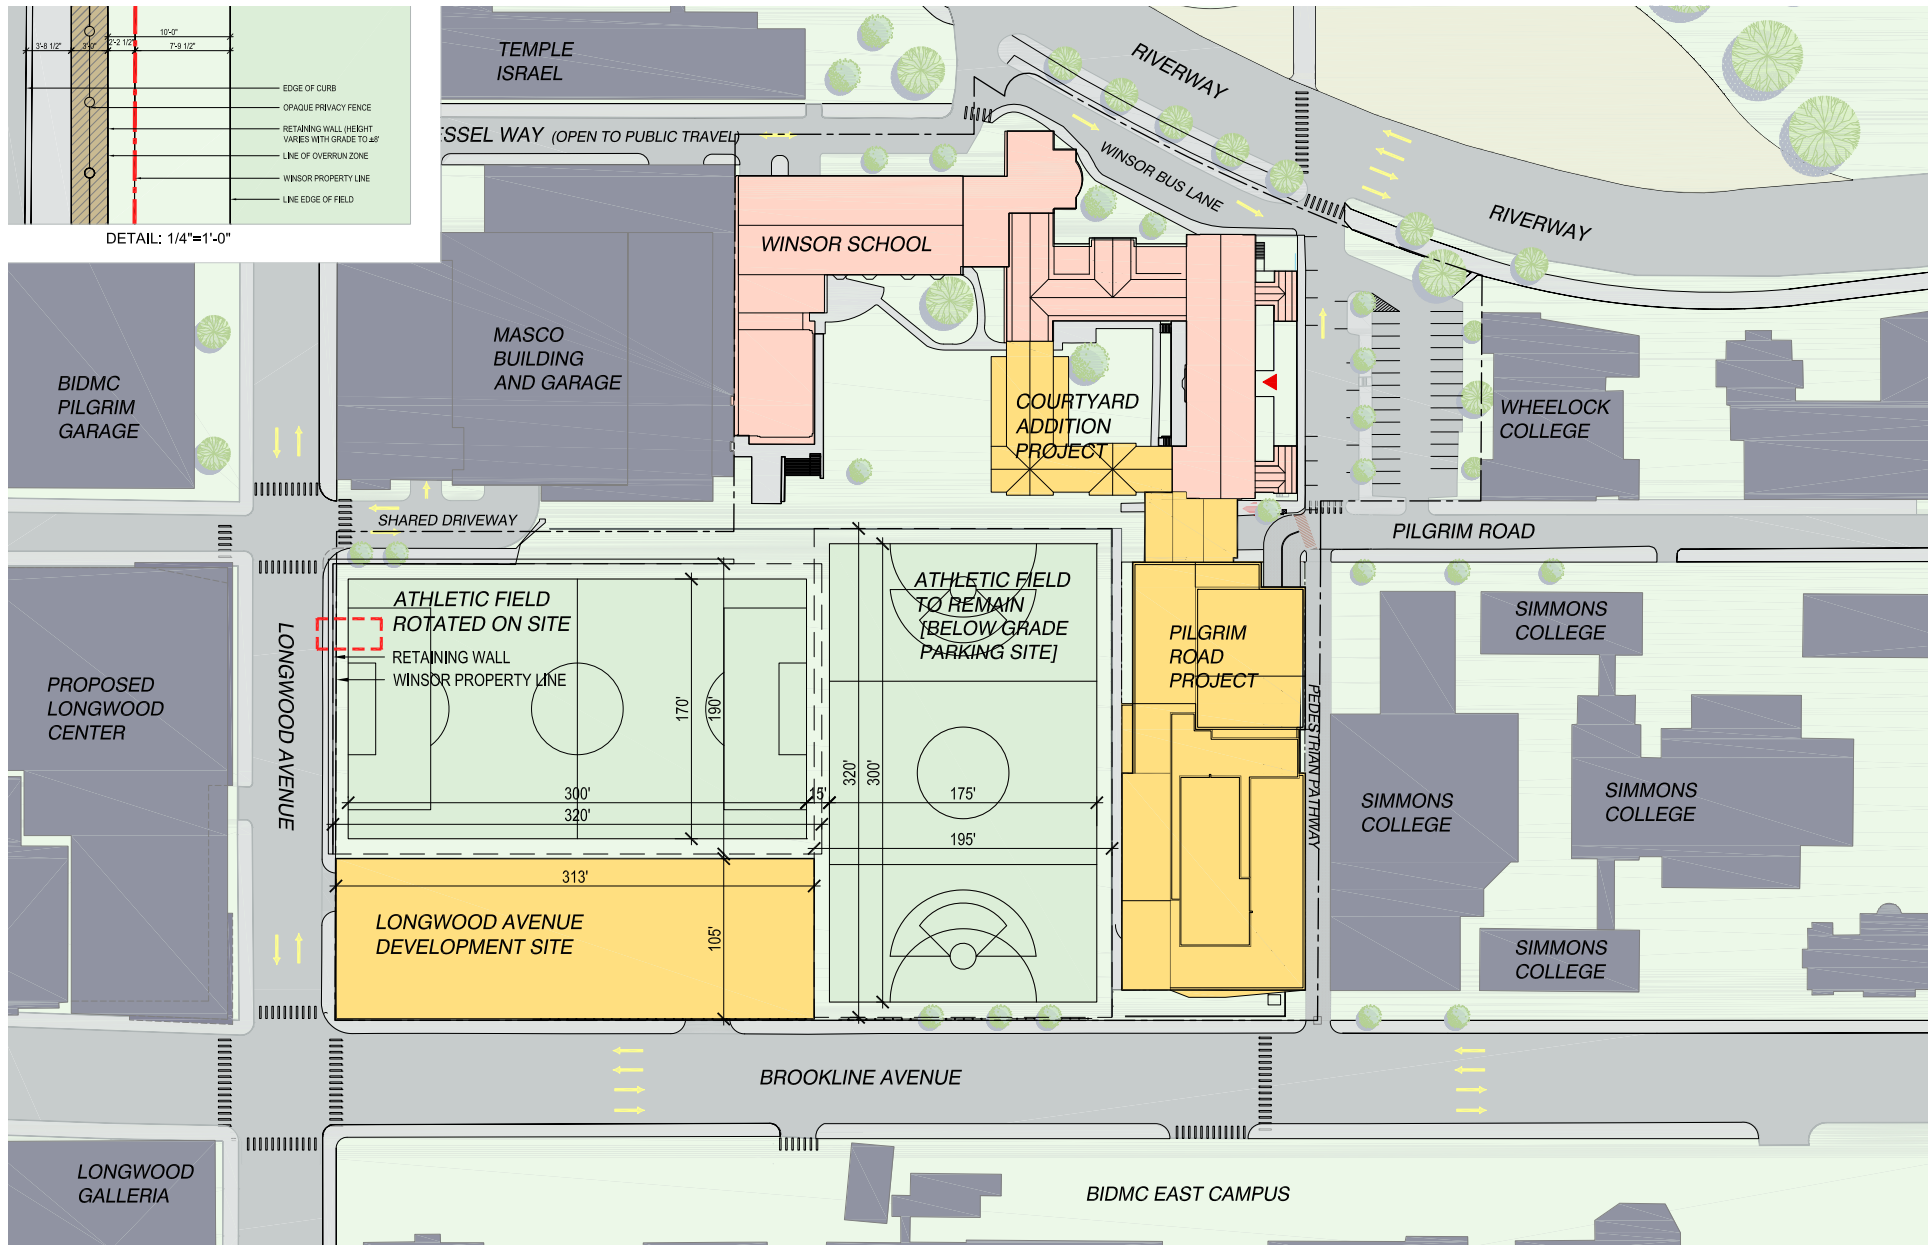 10'-0"
3'-8 1/2"
3'-0"
2'-2 1/2"
7'-9 1/2"
EDGE OF CURB
OPAQUE PRIVACY FENCE
RETAINING WALL (HEIGHT
VARIES WITH GRADE TO ±8'
LINE OF OVERRUN ZONE
WINSOR PROPERTY LINE
LINE EDGE OF FIELD
DETAIL: 1/4"=1'-0"
TEMPLE
ISRAEL
RIVERWAY
ESSEL WAY (OPEN TO PUBLIC TRAVEL)
WINSOR BUS LANE
RIVERWAY
WINSOR SCHOOL
MASCO
BUILDING
AND GARAGE
BIDMC
PILGRIM
GARAGE
COURTYARD
ADDITION
PROJECT
WHEELOCK
COLLEGE
SHARED DRIVEWAY
PILGRIM ROAD
ATHLETIC FIELD
ROTATED ON SITE
RETAINING WALL
WINSOR PROPERTY LINE
ATHLETIC FIELD
TO REMAIN
[BELOW GRADE
PARKING SITE]
PILGRIM
ROAD
PROJECT
SIMMONS
COLLEGE
LONGWOOD AVENUE
PROPOSED
LONGWOOD
CENTER
PEDESTRIAN PATHWAY
170'
190'
320'
300'
300'
15'
175'
320'
195'
313'
105'
SIMMONS
COLLEGE
SIMMONS
COLLEGE
LONGWOOD AVENUE
DEVELOPMENT SITE
SIMMONS
COLLEGE
BROOKLINE AVENUE
LONGWOOD
GALLERIA
BIDMC EAST CAMPUS